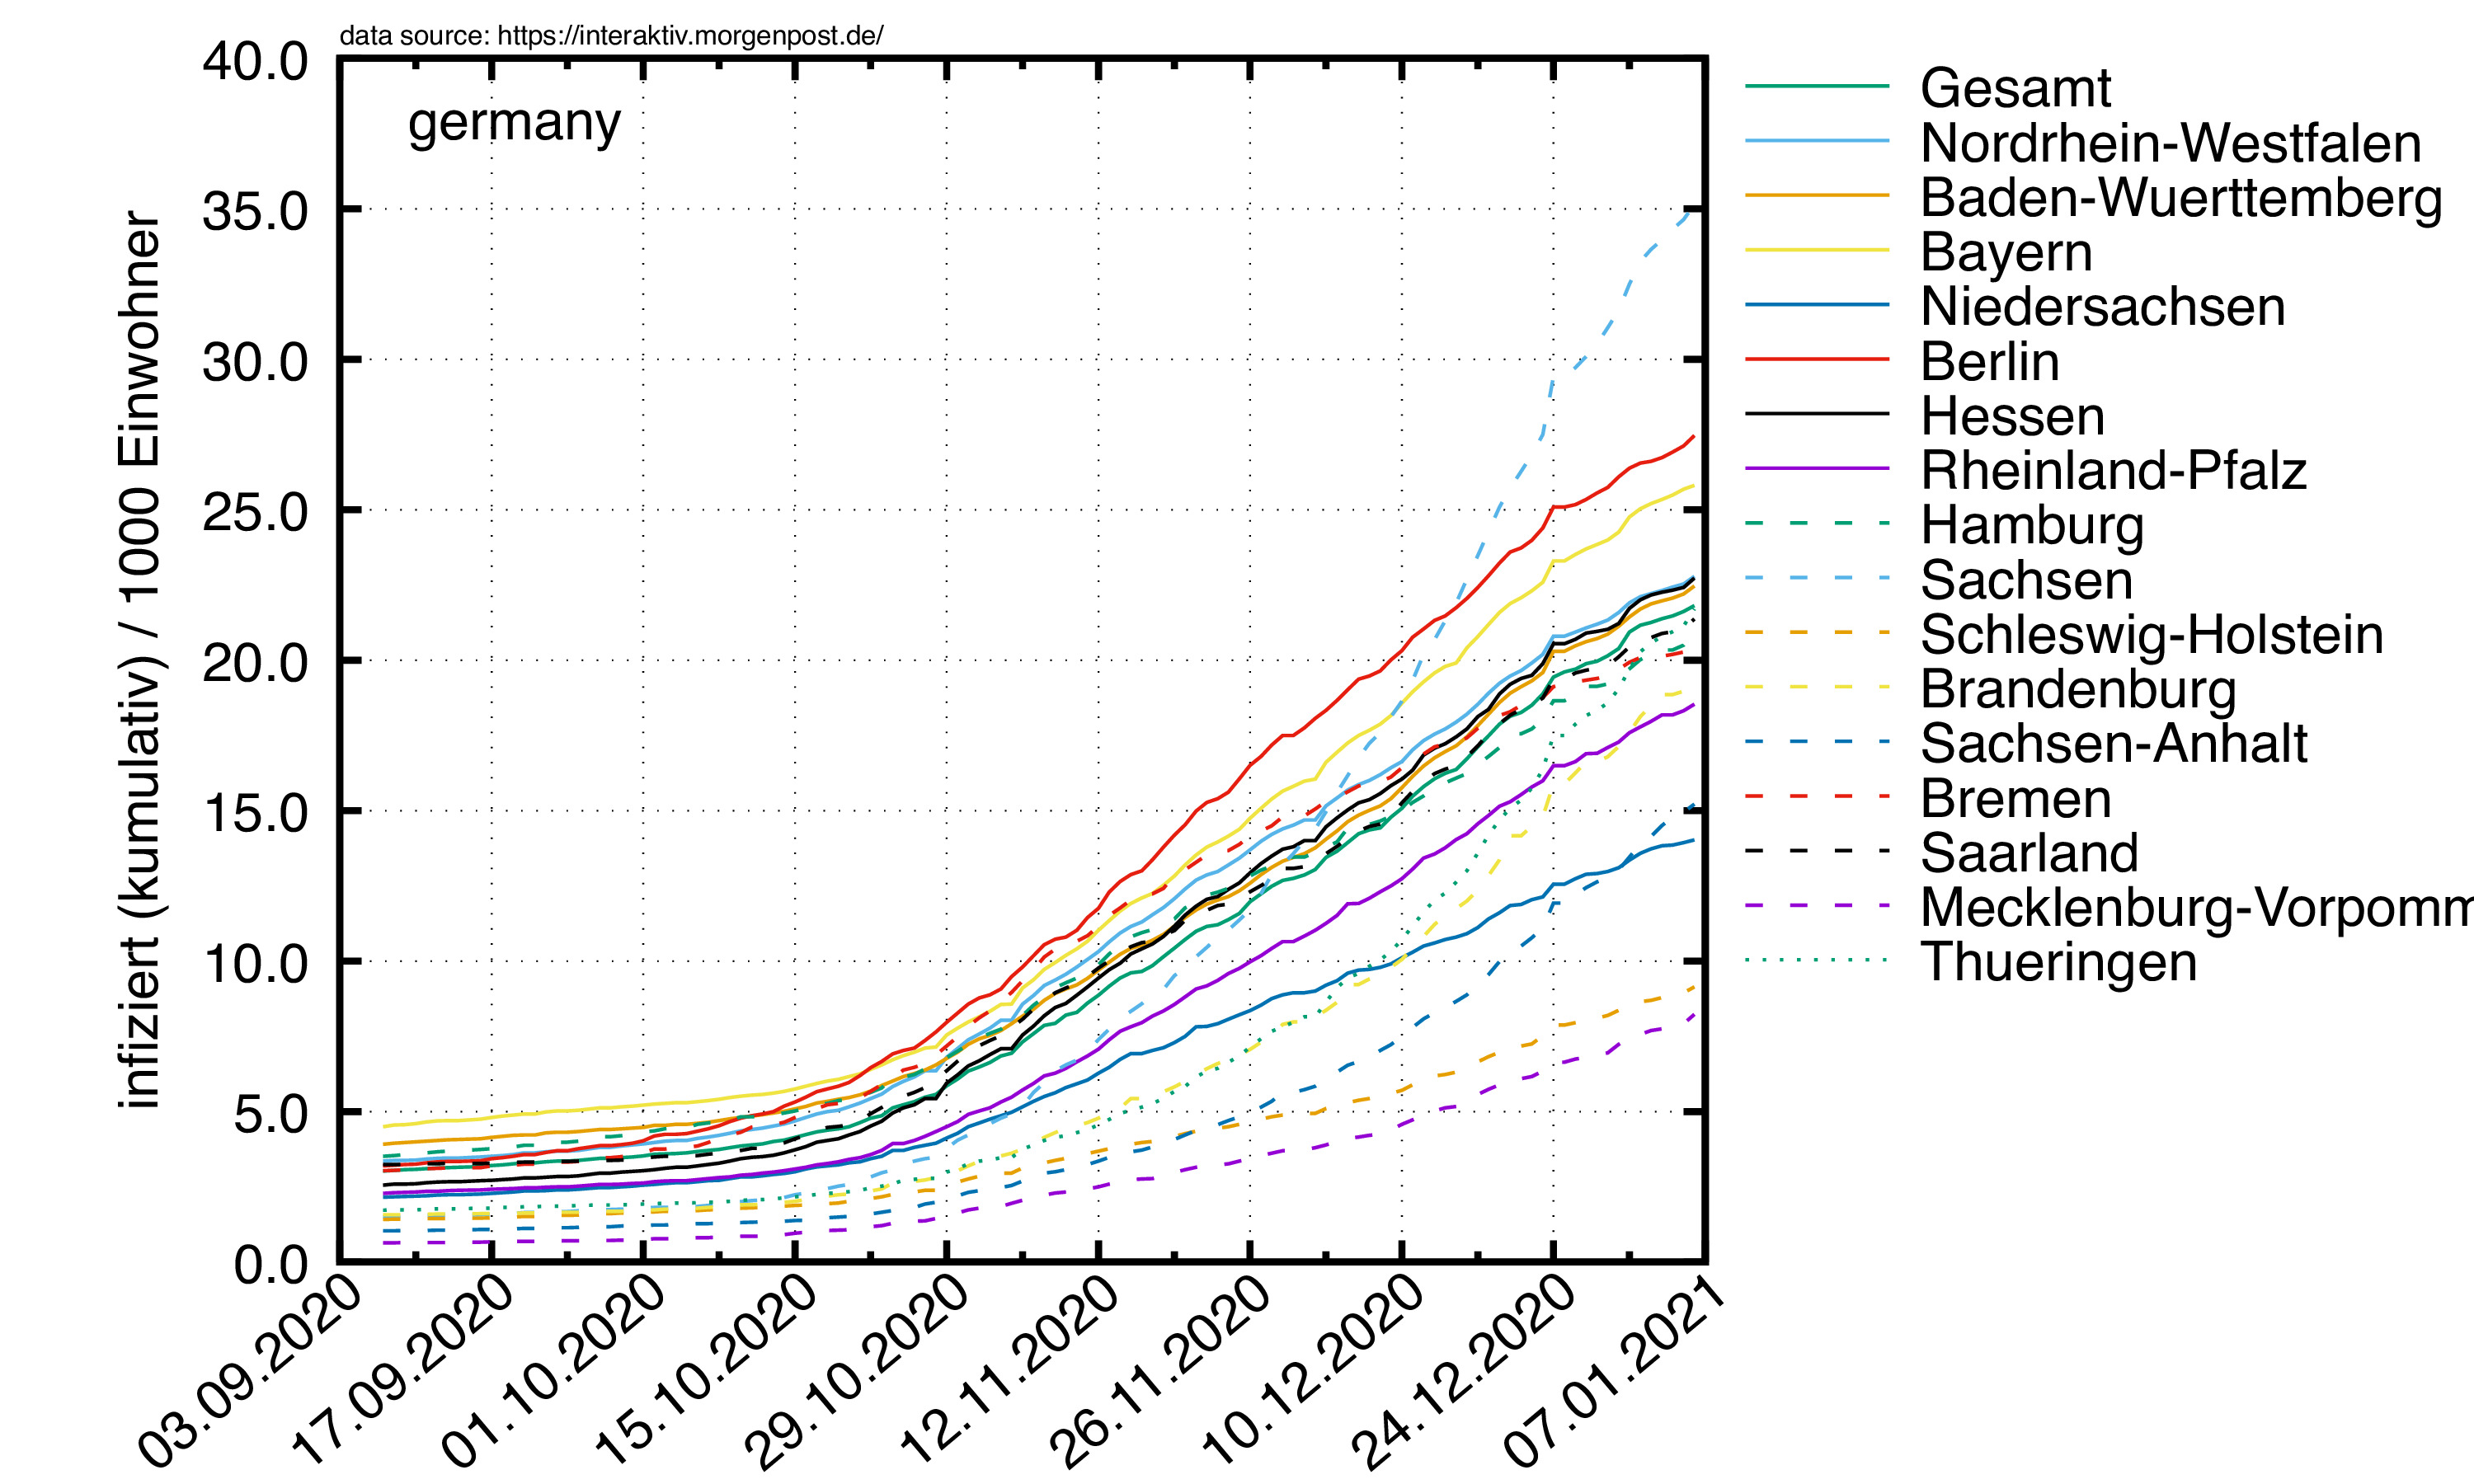 data source: https://interaktiv.morgenpost.de/
germany
infiziert (kumulativ) / 1000 Einwohner
40.0
35.0
30.0
25.0
20.0
15.0
10.0
5.0
0.0
03.09.2020
17.09.2020
01.10.2020
15.10.2020
29.10.2020
12.11.2020
26.11.2020
10.12.2020
24.12.2020
07.01.2021
Gesamt
Nordrhein-Westfalen
Baden-Wuerttemberg
Bayern
Niedersachsen
Berlin
Hessen
Rheinland-Pfalz
Hamburg
Sachsen
Schleswig-Holstein
Brandenburg
Sachsen-Anhalt
Bremen
Saarland
Mecklenburg-Vorpomm
Thueringen